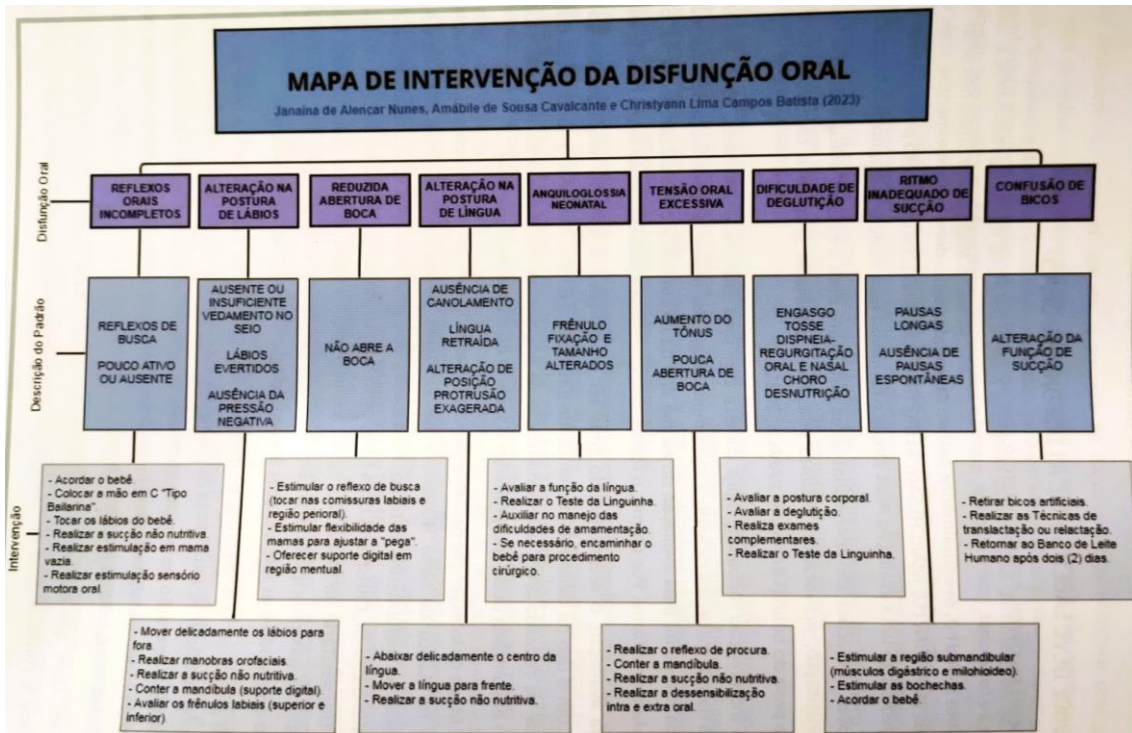 MAPA DE INTERVENÇÃO DA DISFUNÇÃO ORAL
Janaina de Alencar Nunes, Amábile de Sousa Cavalcante e Christyann Lima Campos Batista (2023)
Disfunção Oral
REFLEXOS
ORAIS
INCOMPLETOS
ALTERAÇÃO NA
POSTURA
DE LÁBIOS
REDUZIDA
ABERTURA DE
BOCA
ALTERAÇÃO NA
POSTURA
DE LÍNGUA
ANQUILOGLOSSIA
NEONATAL
TENSÃO ORAL
EXCESSIVA
DIFICULDADE DE
DEGLUTIÇÃO
RITMO
INADEQUADO DE
SUCÇÃO
CONFUSÃO DE
BICOS
Descrição do Padrão
REFLEXOS DE
BUSCA
POUCO ATIVO
OU AUSENTE
AUSENTE OU
INSUFICIENTE
VEDAMENTO NO
SEIO
LÁBIOS
EVERTIDOS
AUSÊNCIA DA
PRESSÃO
NEGATIVA
NÃO ABRE A
BOCA
AUSÊNCIA DE
CANOLAMENTO
LÍNGUA
RETRAÍDA
ALTERAÇÃO DE
POSIÇÃO
PROTRUSÃO
EXAGERADA
FRÊNULO
FIXAÇÃO E
TAMANHO
ALTERADOS
AUMENTO DO
TÔNUS
POUCA
ABERTURA DE
BOCA
ENGASGO
TOSSE
DISPNEIA-
REGURGITAÇÃO
ORAL E NASAL
CHORO
DESNUTRIÇÃO
PAUSAS
LONGAS
AUSÊNCIA DE
PAUSAS
ESPONTÂNEAS
ALTERAÇÃO DA
FUNÇÃO DE
SUCÇÃO
Intervenção
- Acordar o bebê.
- Colocar a mão em C "Tipo
Bailarina".
- Tocar os lábios do bebê.
- Realizar a sucção não nutritiva.
- Realizar estimulação em mama
vazia.
- Realizar estimulação sensório
motora oral.
- Estimular o reflexo de busca
(tocar nas comissuras labiais e
região perioral).
- Estimular flexibilidade das
mamas para ajustar a "pega".
- Oferecer suporte digital em
região mentual.
- Avaliar a função da língua.
- Realizar o Teste da Linguinha.
- Auxiliar no manejo das
dificuldades de amamentação.
- Se necessário, encaminhar o
bebê para procedimento
cirúrgico.
- Avaliar a postura corporal.
- Avaliar a deglutição.
- Realiza exames
complementares.
- Realizar o Teste da Linguinha.
- Retirar bicos artificiais.
- Realizar as Técnicas de
translactação ou relactação.
- Retornar ao Banco de Leite
Humano após dois (2) dias.
- Mover delicadamente os lábios para
fora
- Realizar manobras orofaciais.
- Realizar a sucção não nutritiva.
- Conter a mandíbula (suporte digital).
- Avaliar os frênulos labiais (superior e
inferior).
- Abaixar delicadamente o centro da
língua.
- Mover a língua para frente.
- Realizar a sucção não nutritiva.
- Realizar o reflexo de procura.
- Conter a mandíbula.
- Realizar a sucção não nutritiva.
- Realizar a dessensibilização
intra e extra oral.
- Estimular a região submandibular
(músculos digástrico e milohioideo).
- Estimular as bochechas.
- Acordar o bebê.